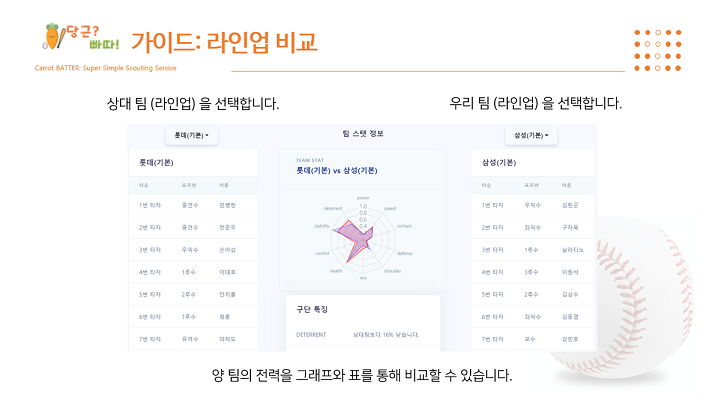 당근?
빠따!
가이드: 라인업 비교
Carrot BATTER: Super Simple Scouting Service
상대 팀 (라인업) 을 선택합니다.
우리 팀 (라인업) 을 선택합니다.
롯데(기본)
팀 스탯 정보
삼성(기본)
롯데(기본)
타순 포지션 이름
1번 타자 중견수 민병헌
2번 타자 중견수 전준우
3번 타자 우익수 손아섭
4번 타자 1루수 이대호
5번 타자 2루수 안치홍
6번 타자 1루수 정훈
7번 타자 유격수 마차도
TEAM STAT
롯데(기본) vs 삼성(기본)
power
speed
contact
defense
shoulder
era
health
control
stability
deterrent
1.0
0.8
0.6
0.4
구단 특징
DETERRENT 상대팀보다 16% 낮습니다.
삼성(기본)
타순 포지션 이름
1번 타자 우익수 김헌곤
2번 타자 좌익수 구자욱
3번 타자 1루수 살라디노
4번 타자 3루수 이원석
5번 타자 2루수 김상수
6번 타자 좌익수 김동엽
7번 타자 포수 강민호
양 팀의 전력을 그래프와 표를 통해 비교할 수 있습니다.